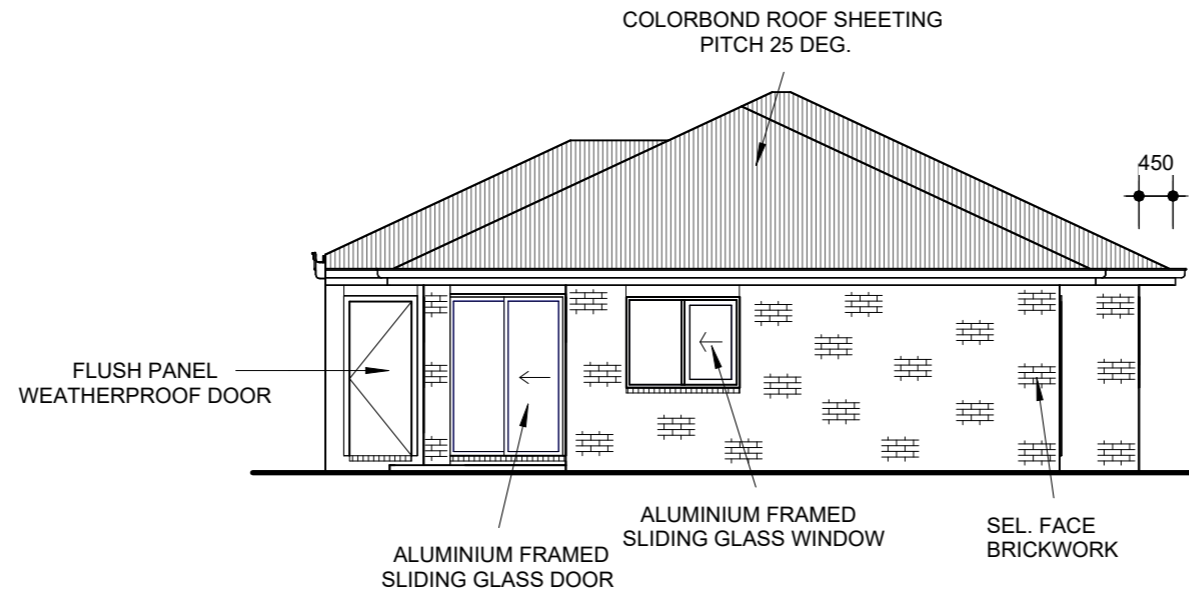 COLORBOND ROOF SHEETING
PITCH 25 DEG.
450
FLUSH PANEL
WEATHERPROOF DOOR
ALUMINIUM FRAMED
SLIDING GLASS WINDOW
SEL. FACE
BRICKWORK
ALUMINIUM FRAMED
SLIDING GLASS DOOR